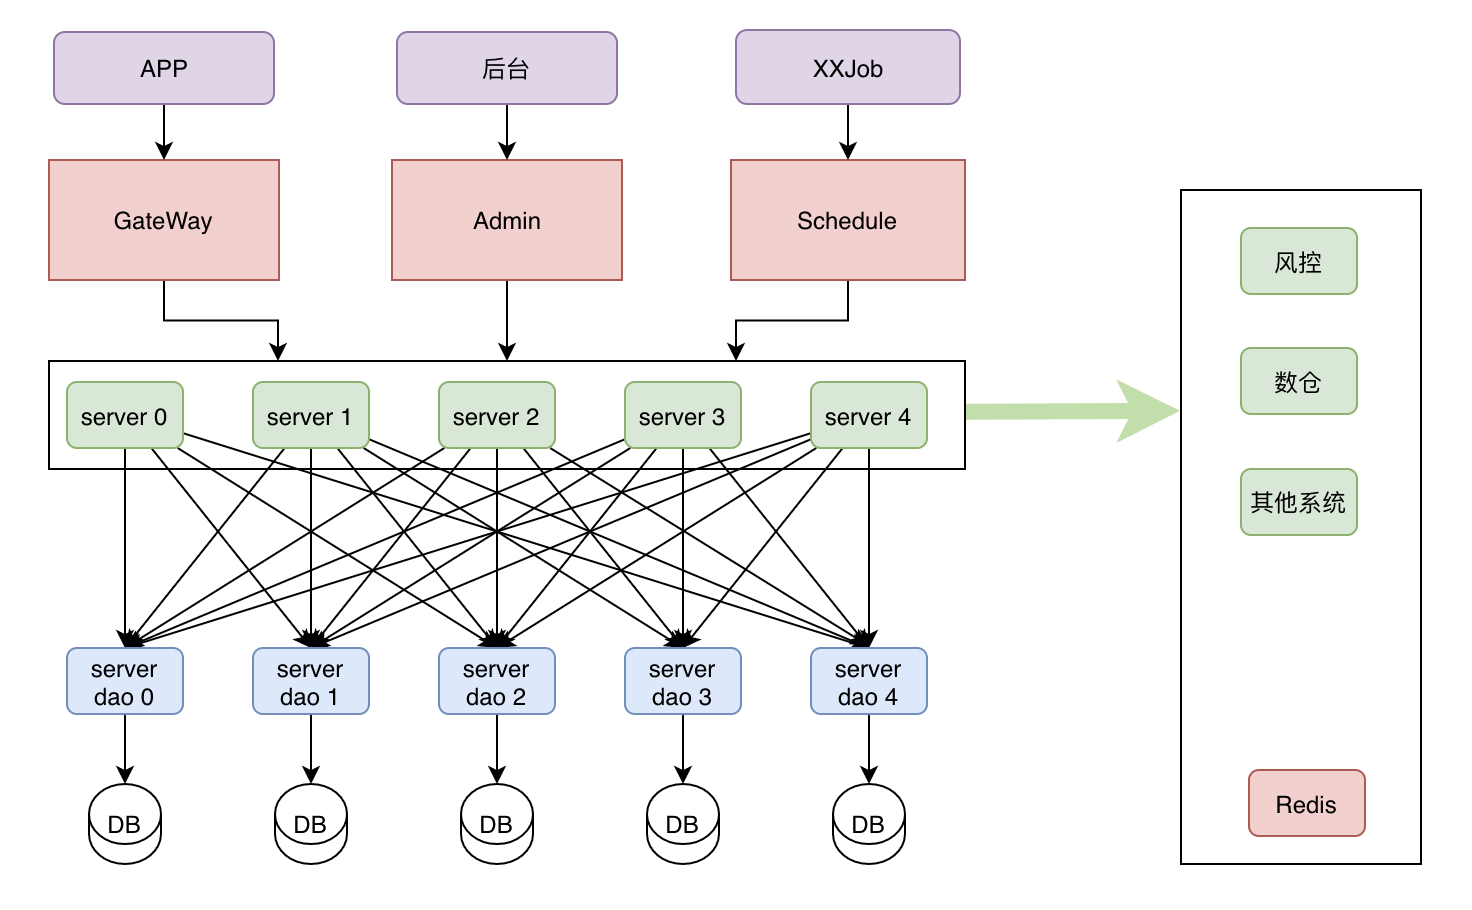 APP
后台
XXJob
GateWay
Admin
Schedule
风控
数仓
其他系统
Redis
server 0
server 1
server 2
server 3
server 4
server
dao 0
server
dao 1
server
dao 2
server
dao 3
server
dao 4
DB
DB
DB
DB
DB